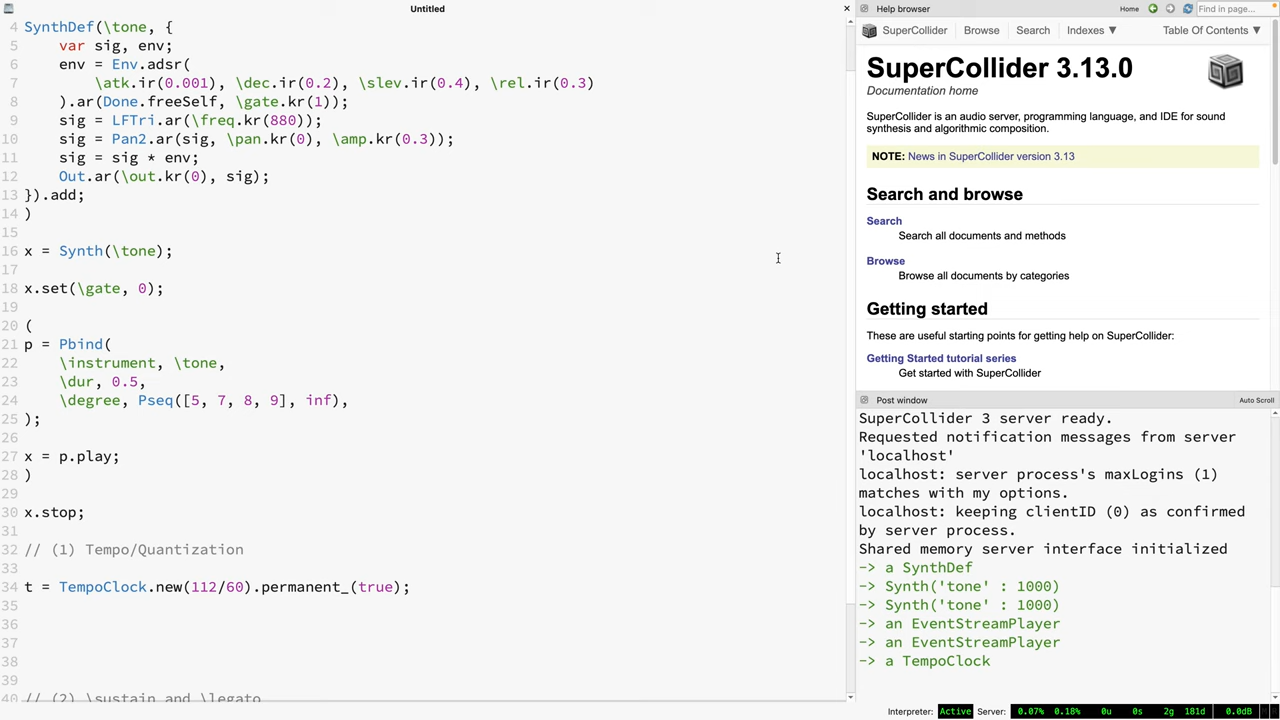 Untitled
4 SynthDef(\tone, {
5 var sig, env;
6 env = Env.adsr(
7 \atk.ir(0.001), \dec.ir(0.2), \slev.ir(0.4), \rel.ir(0.3)
8 ).ar(Done.freeSelf, \gate.kr(1));
9 sig = LFTri.ar(\freq.kr(880));
10 sig = Pan2.ar(sig, \pan.kr(0), \amp.kr(0.3));
11 sig = sig * env;
12 Out.ar(\out.kr(0), sig);
13 }).add;
14 )
15
16 x = Synth(\tone);
17
18 x.set(\gate, 0);
19
20 (
21 p = Pbind(
22 \instrument, \tone,
23 \dur, 0.5,
24 \degree, Pseq([5, 7, 8, 9], inf),
25 );
26
27 x = p.play;
28 )
29
30 x.stop;
31
32 // (1) Tempo/Quantization
33
34 t = TempoClock.new(112/60).permanent_(true);
35
36
37
38
39
40 // (2) \sustain and \legato
Help browser
Home
Find in page...
SuperCollider Browse Search Indexes ▼ Table Of Contents ▼
SuperCollider 3.13.0
Documentation home
SuperCollider is an audio server, programming language, and IDE for sound
synthesis and algorithmic composition.
NOTE: News in SuperCollider version 3.13
Search and browse
Search
Search all documents and methods
Browse
Browse all documents by categories
Getting started
These are useful starting points for getting help on SuperCollider:
Getting Started tutorial series
Get started with SuperCollider
Post window
Auto Scroll
SuperCollider 3 server ready.
Requested notification messages from server
'localhost'
localhost: server process's maxLogins (1)
matches with my options.
localhost: keeping clientID (0) as confirmed
by server process.
Shared memory server interface initialized
-> a SynthDef
-> Synth('tone' : 1000)
-> Synth('tone' : 1000)
-> an EventStreamPlayer
-> an EventStreamPlayer
-> a TempoClock
Interpreter: Active Server: 0.07% 0.18% 0u 0s 2g 181d 0.0dB